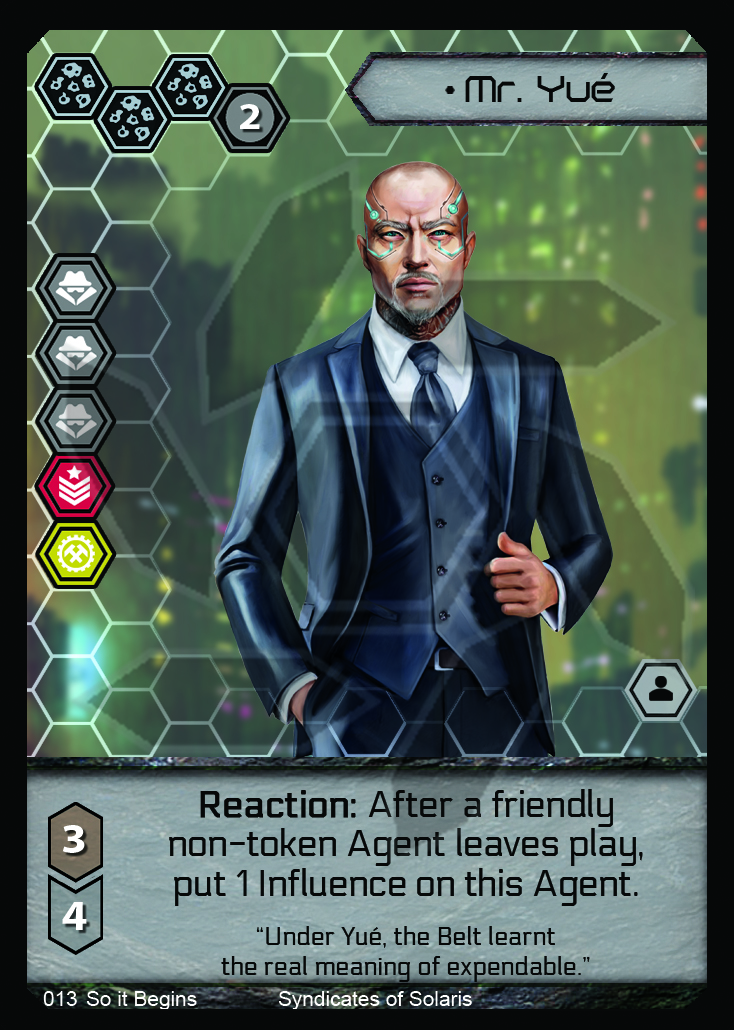 2
• Mr. Yué
3
4
Reaction: After a friendly
non-token Agent leaves play,
put 1 Influence on this Agent.
“Under Yué, the Belt learnt
the real meaning of expendable.”
013 So it Begins
Syndicates of Solaris